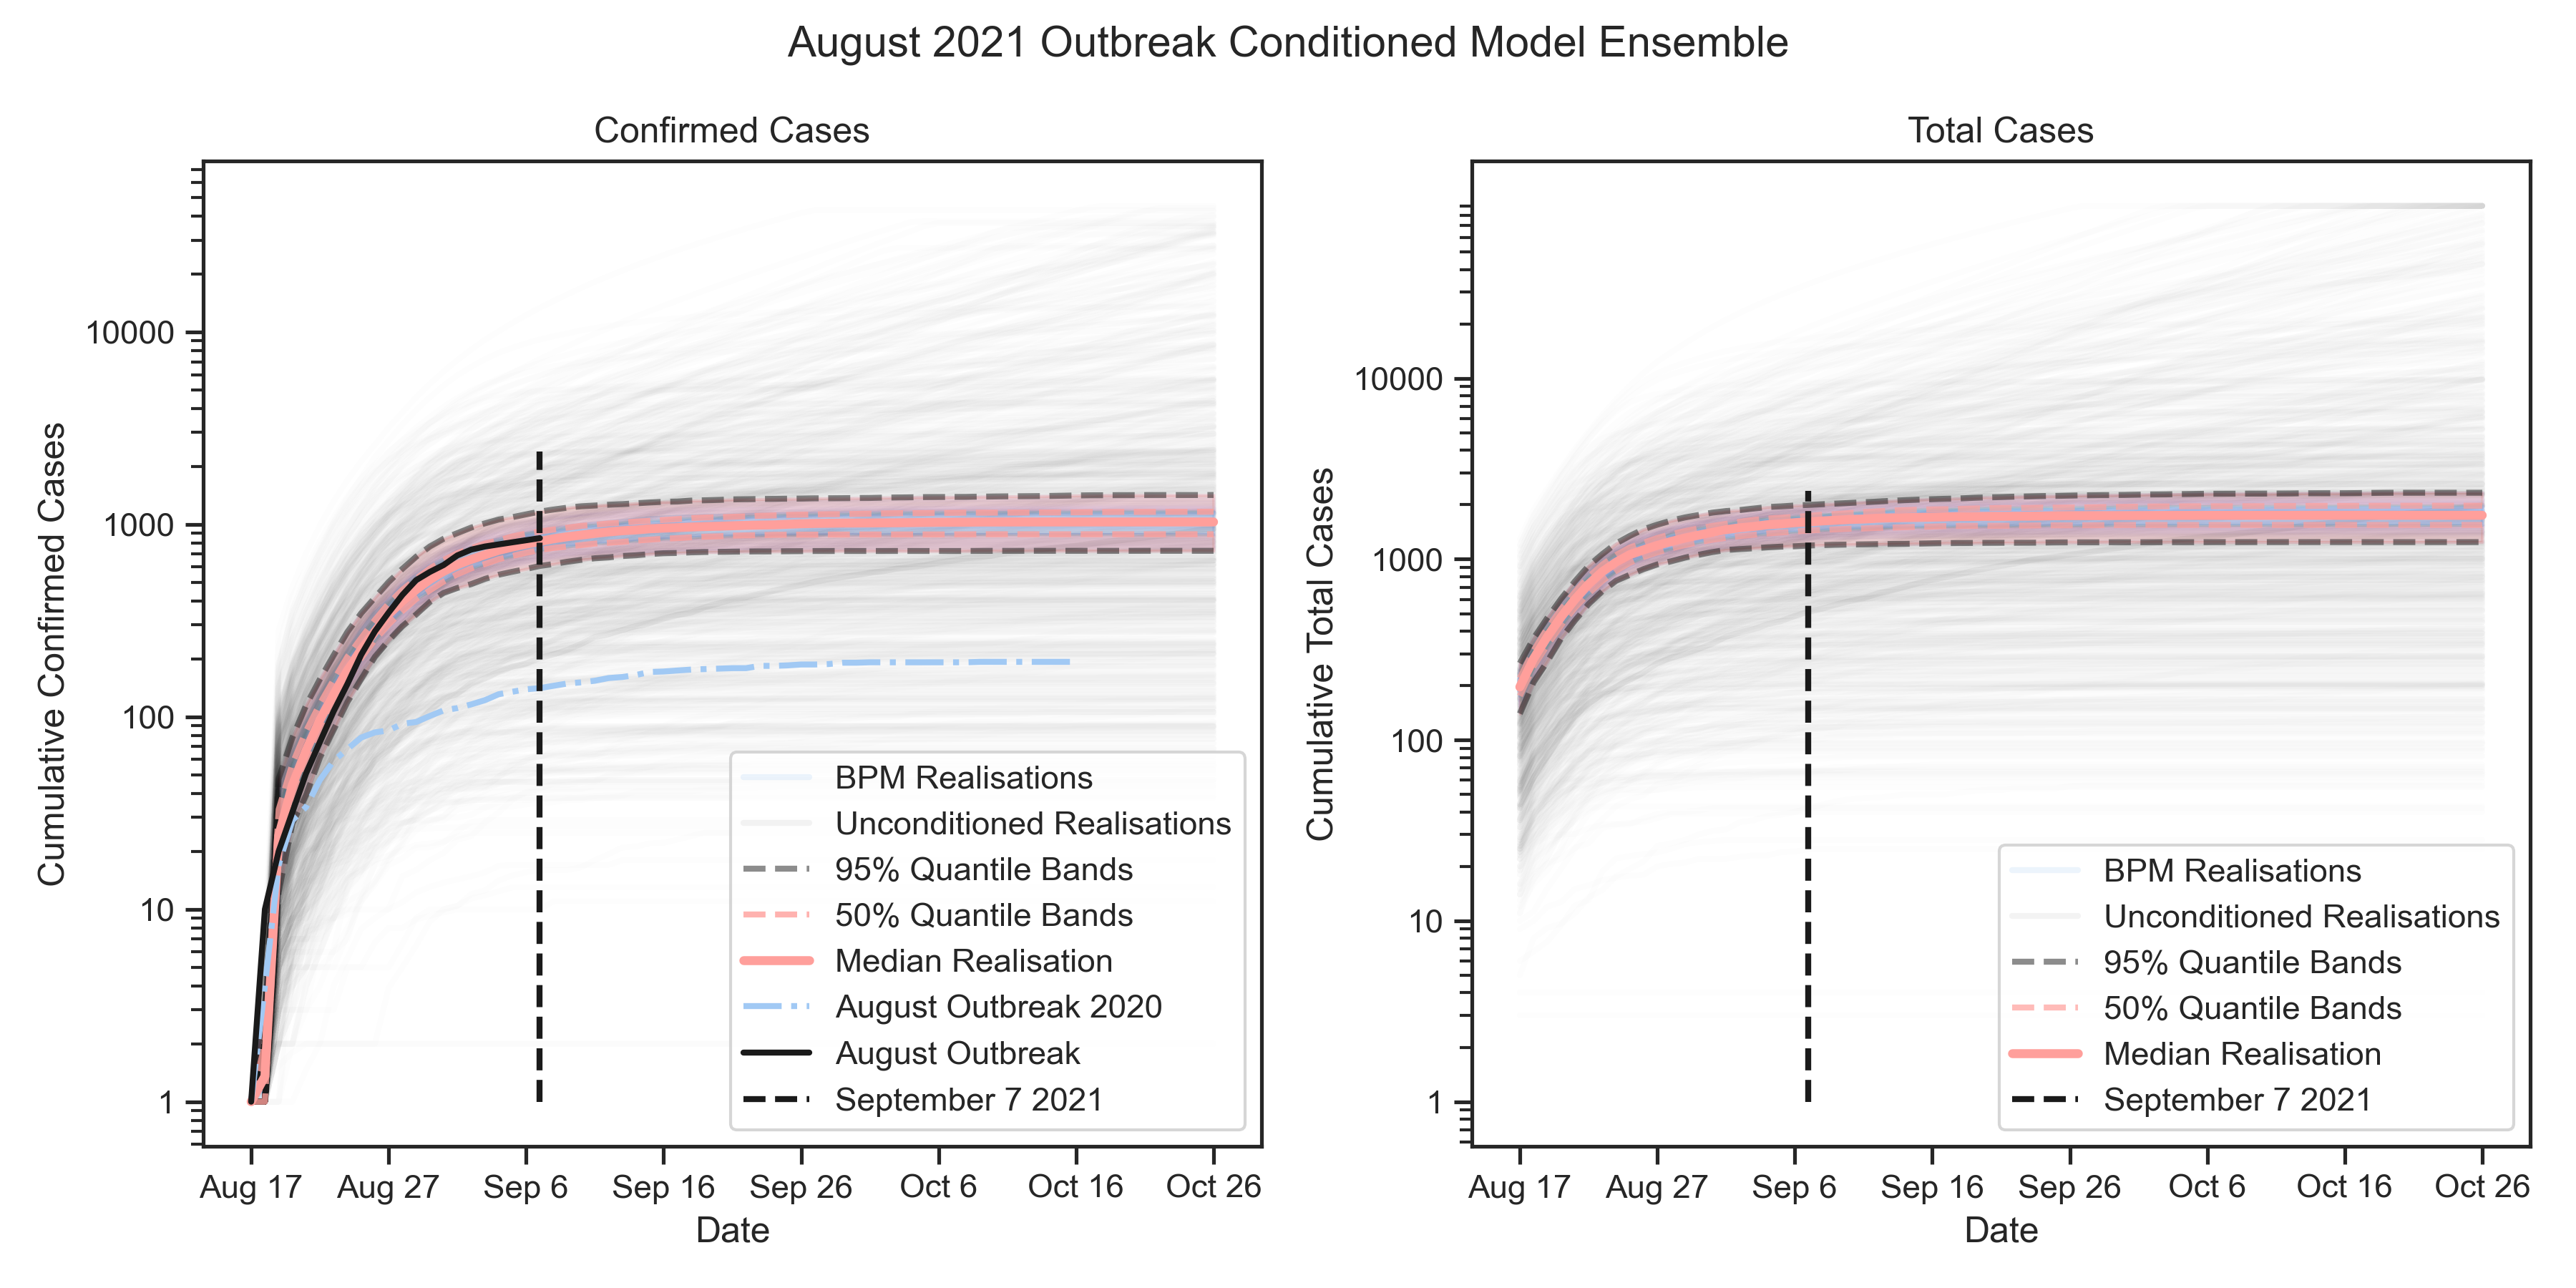 August 2021 Outbreak Conditioned Model Ensemble
Confirmed Cases
Cumulative Confirmed Cases
10000
1000
100
10
1
BPM Realisations
Unconditioned Realisations
95% Quantile Bands
50% Quantile Bands
Median Realisation
August Outbreak 2020
August Outbreak
September 7 2021
Aug 17 Aug 27 Sep 6 Sep 16 Sep 26 Oct 6 Oct 16 Oct 26
Date
Total Cases
Cumulative Total Cases
10000
1000
100
10
1
BPM Realisations
Unconditioned Realisations
95% Quantile Bands
50% Quantile Bands
Median Realisation
September 7 2021
Aug 17 Aug 27 Sep 6 Sep 16 Sep 26 Oct 6 Oct 16 Oct 26
Date